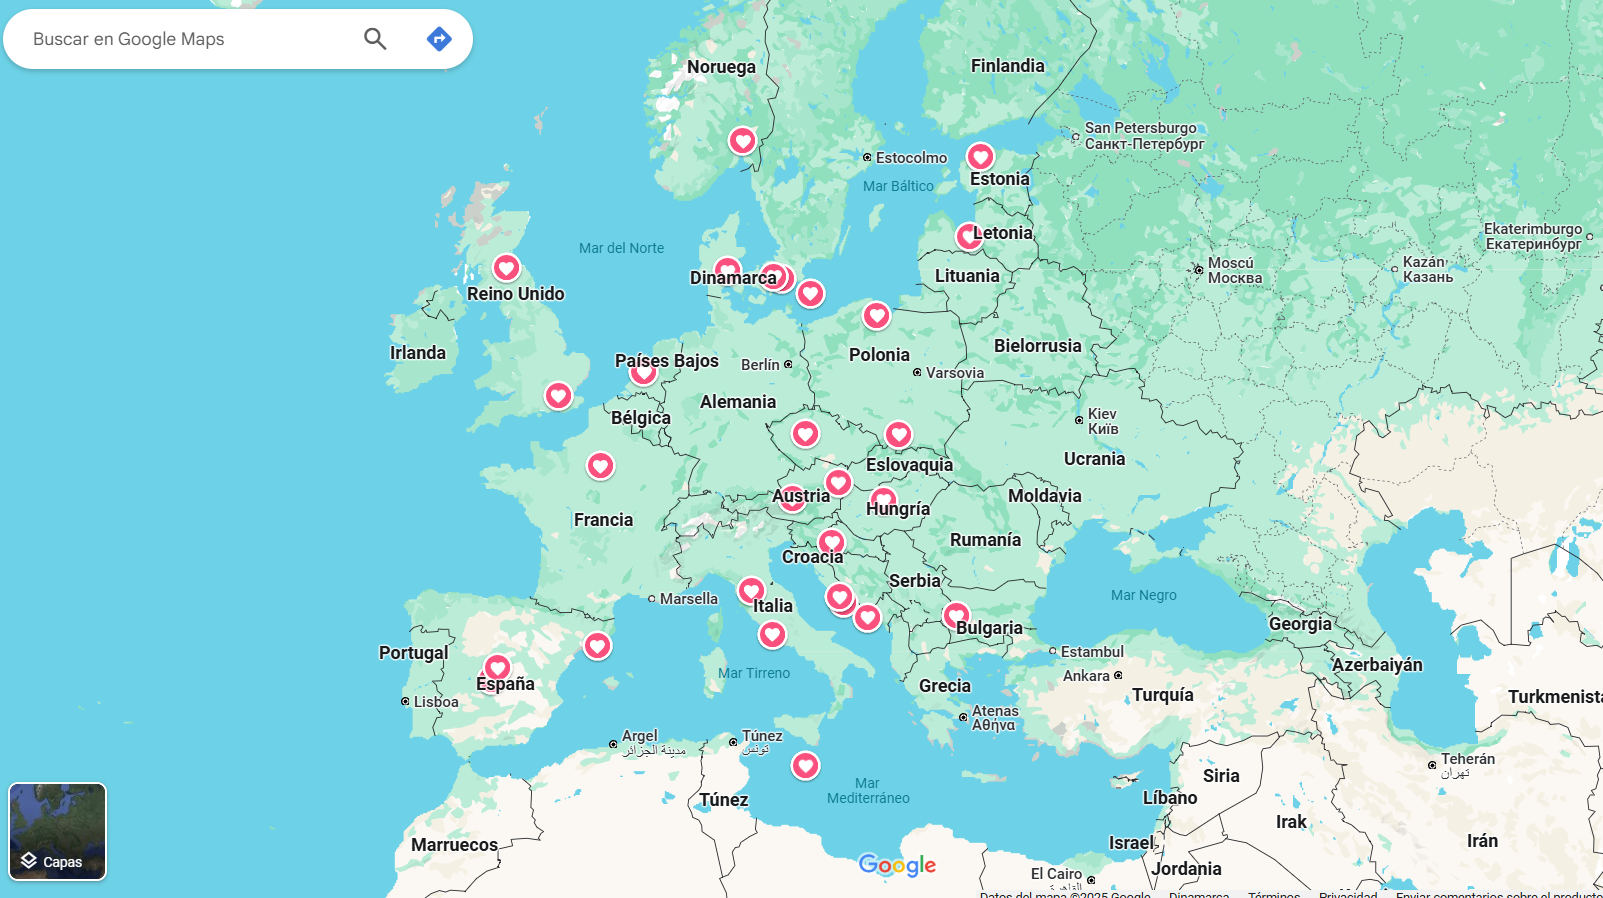 Buscar en Google Maps
Noruega
Finlandia
San Petersburgo
Санкт-Петербург
Estocolmo
Estonia
Mar Báltico
Letonia
Mar del Norte
Ekaterimburgo
Екатеринбург
Moscú
Москва
Kazán
Казань
Dinamarca
Lituania
Reino Unido
Irlanda
Países Bajos
Berlín
Polonia
Varsovia
Bielorrusia
Alemania
Bélgica
Kiev
Київ
Ucrania
Eslovaquia
Austria
Hungría
Moldavia
Francia
Rumanía
Croacia
Serbia
Marsella
Italia
Mar Negro
Bulgaria
Georgia
Portugal
España
Lisboa
Mar Tirreno
Grecia
Estambul
Ankara
Turquía
Azerbaiyán
Turkmenista
Atenas
Αθήνα
Argel
مدينة الجزائر
Túnez
تونس
Teherán
تهران
Siria
Mar
Mediterráneo
Líbano
Túnez
Irak
Irán
Marruecos
Israel
Jordania
El Cairo
القاهرة
Capas
Google
Datos del mapa ©2025 Google Dinamarca Términos Privacidad Enviar comentarios sobre el producto